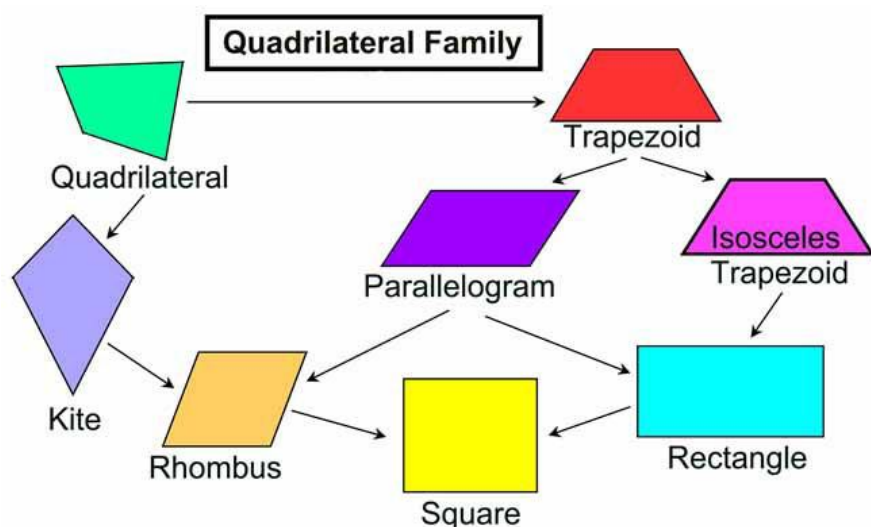 Quadrilateral Family
Trapezoid
Quadrilateral
Isosceles
Trapezoid
Parallelogram
Kite
Rhombus
Rectangle
Square